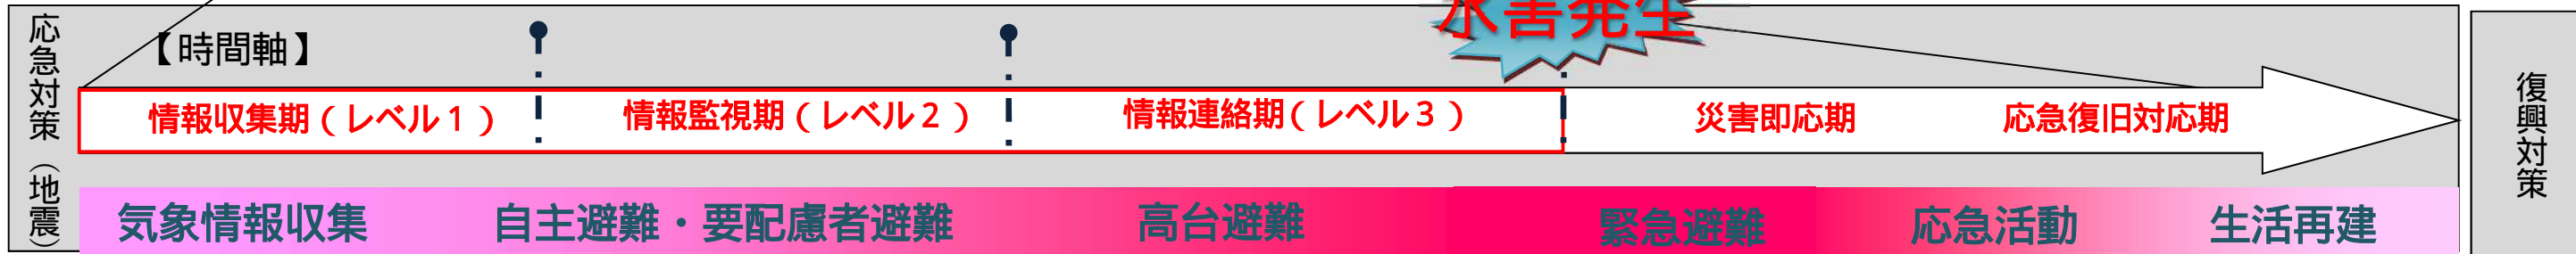 水害発生
応急対策（地震）
【時間軸】
情報収集期（レベル１）
情報監視期（レベル２）
情報連絡期（レベル３）
災害即応期
応急復旧対応期
気象情報収集
自主避難・要配慮者避難
高台避難
緊急避難
応急活動
生活再建
復興対策